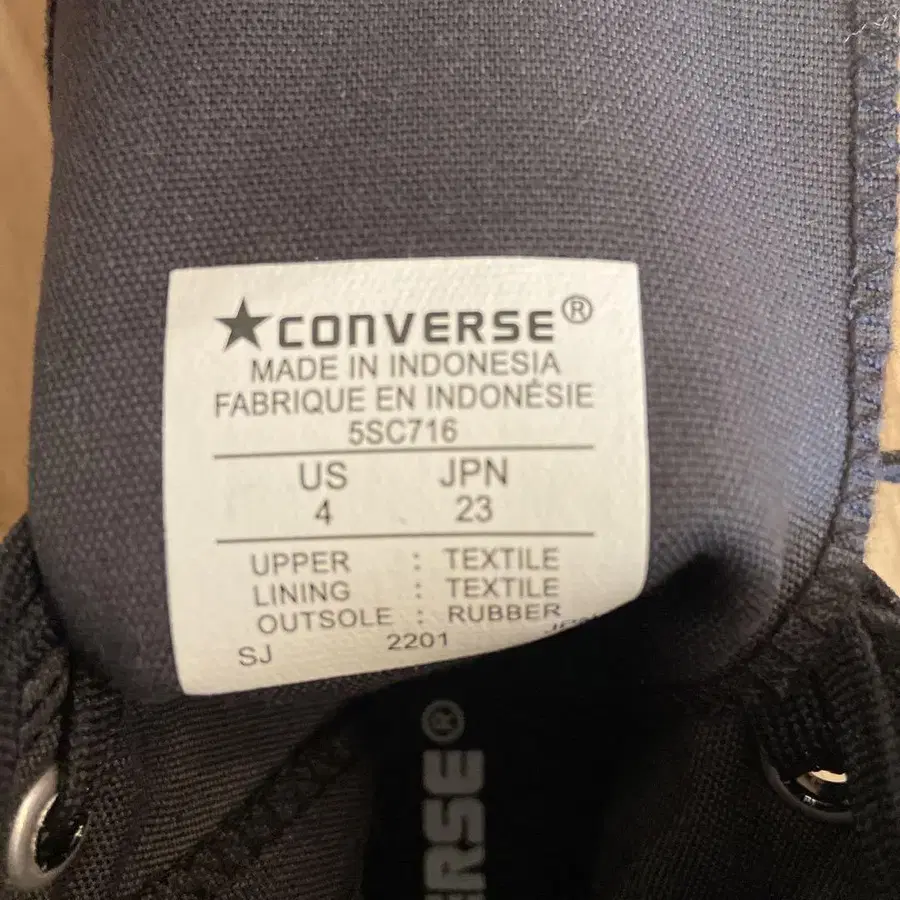 ★CONVERSE®
MADE IN INDONESIA
FABRIQUE EN INDONÉSIE
5SC716
US JPN
4 23
UPPER : TEXTILE
LINING : TEXTILE
OUTSOLE : RUBBER
SJ 2201
ERSE®